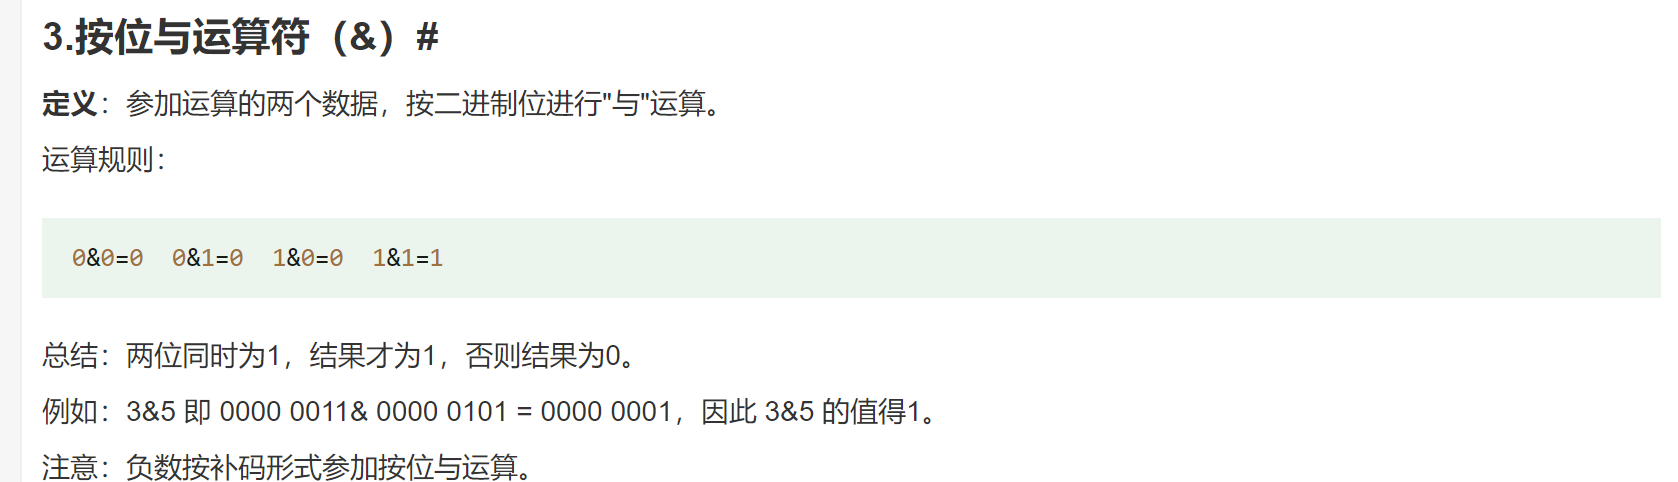 3.按位与运算符（&）#
定义：参加运算的两个数据，按二进制位进行"与"运算。
运算规则：
0&0=0  0&1=0  1&0=0  1&1=1
总结：两位同时为1，结果才为1，否则结果为0。
例如：3&5 即 0000 0011& 0000 0101 = 0000 0001，因此 3&5 的值得1。
注意：负数按补码形式参加按位与运算。